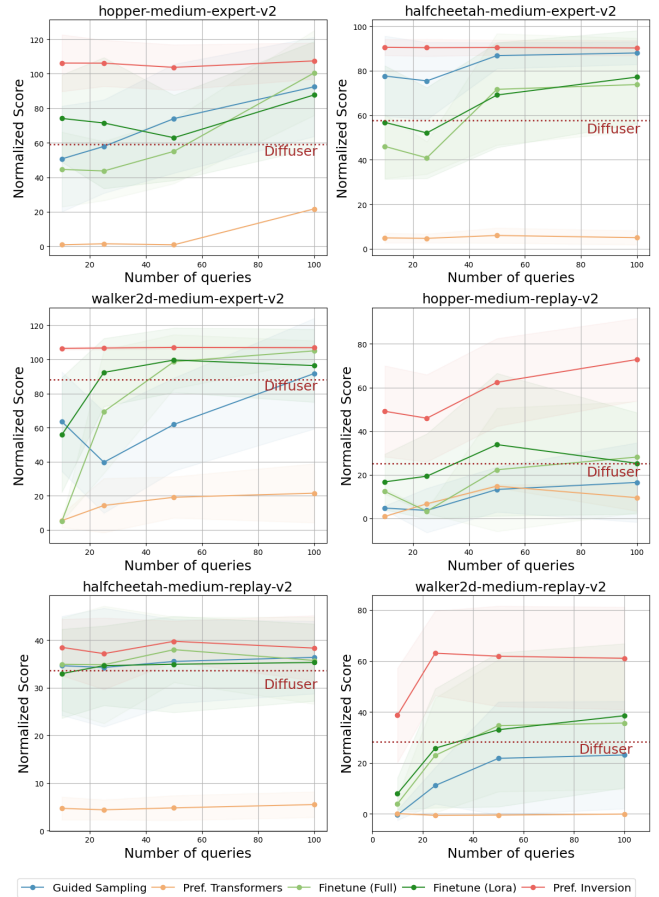 hopper-medium-expert-v2
Normalized Score
120
100
80
60
40
20
0
Diffuser
20 40 60 80 100
Number of queries
halfcheetah-medium-expert-v2
Normalized Score
100
80
60
40
20
0
Diffuser
20 40 60 80 100
Number of queries
walker2d-medium-expert-v2
Normalized Score
120
100
80
60
40
20
0
Diffuser
20 40 60 80 100
Number of queries
hopper-medium-replay-v2
Normalized Score
80
60
40
20
0
Diffuser
20 40 60 80 100
Number of queries
halfcheetah-medium-replay-v2
Normalized Score
40
30
20
10
0
Diffuser
20 40 60 80 100
Number of queries
walker2d-medium-replay-v2
Normalized Score
80
60
40
20
0
Diffuser
0 20 40 60 80 100
Number of queries
Guided Sampling Pref. Transformers Finetune (Full) Finetune (Lora) Pref. Inversion